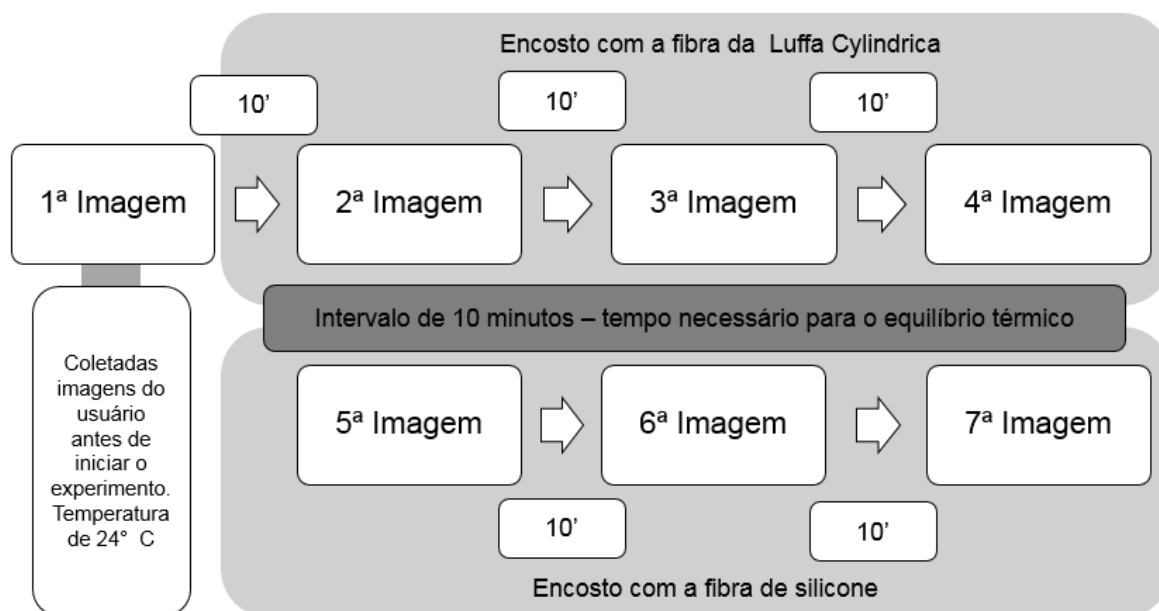 Encosto com a fibra da Luffa Cylindrica
10’
10’
10’
1ª Imagem
2ª Imagem
3ª Imagem
4ª Imagem
Coletadas
imagens do
usuário
antes de
iniciar o
experimento.
Temperatura
de 24° C
Intervalo de 10 minutos – tempo necessário para o equilíbrio térmico
5ª Imagem
6ª Imagem
7ª Imagem
10’
10’
Encosto com a fibra de silicone